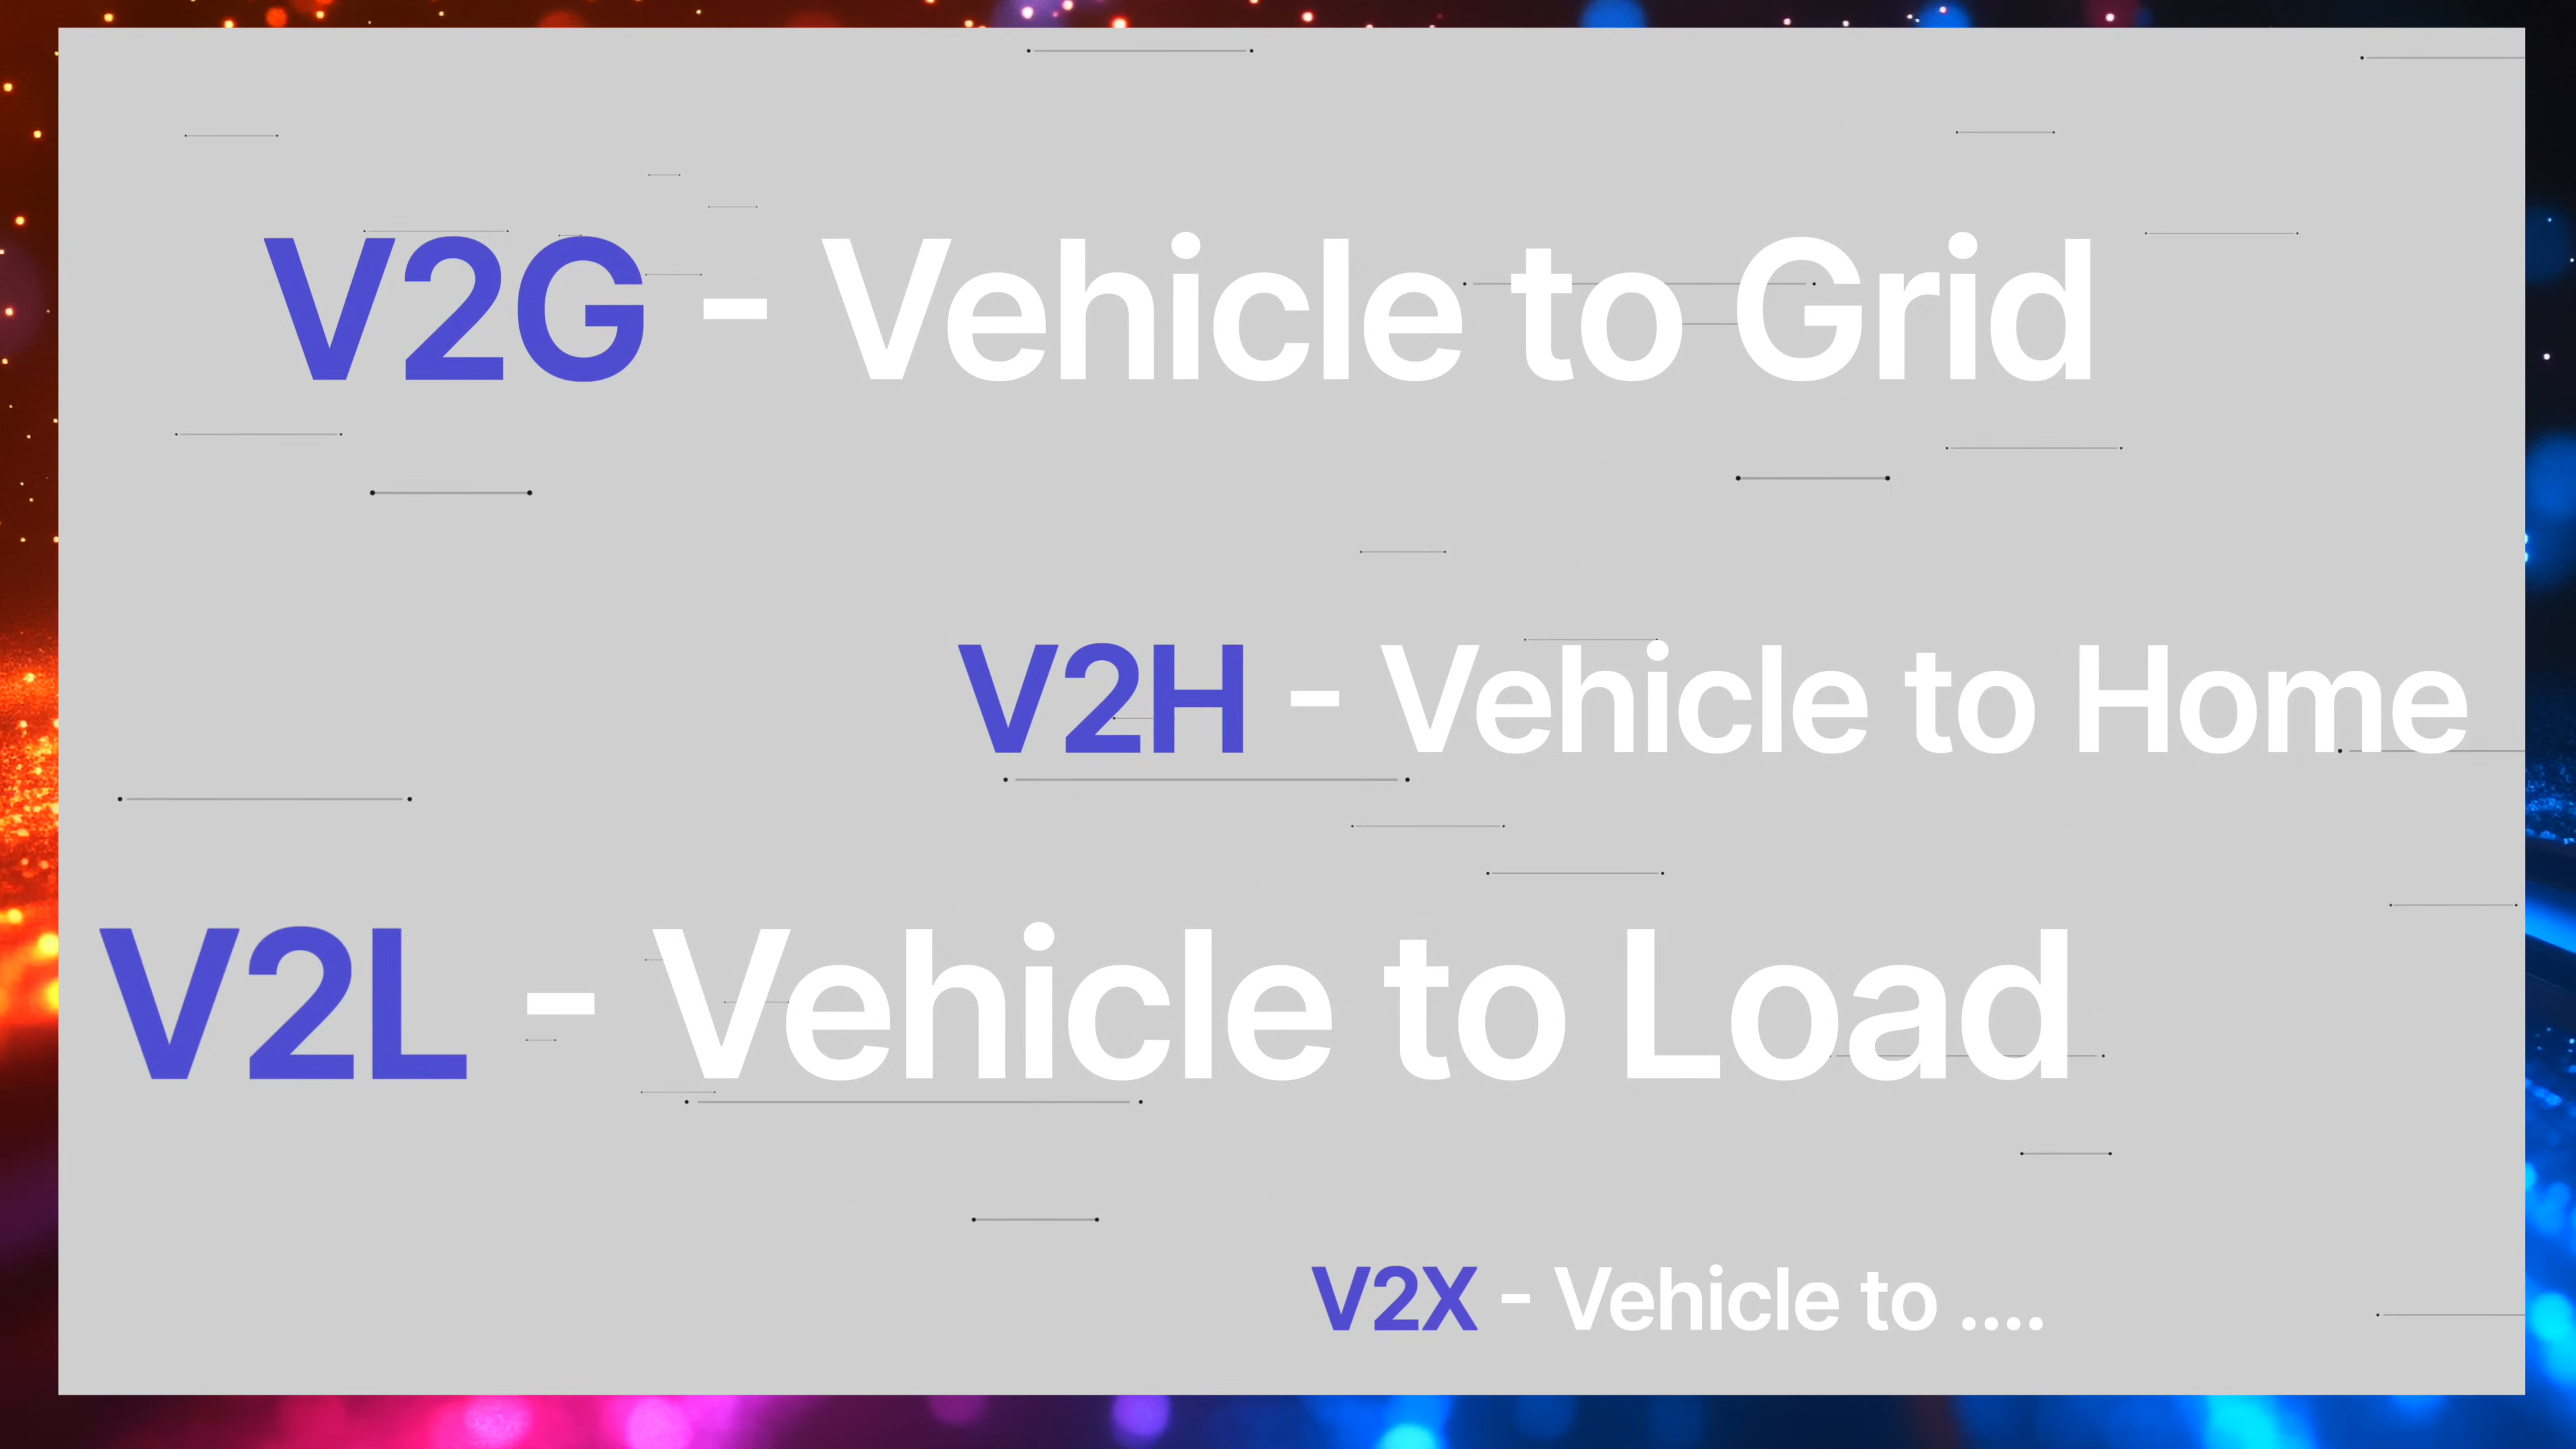 V2G - Vehicle to Grid
V2H - Vehicle to Home
V2L - Vehicle to Load
V2X - Vehicle to ....